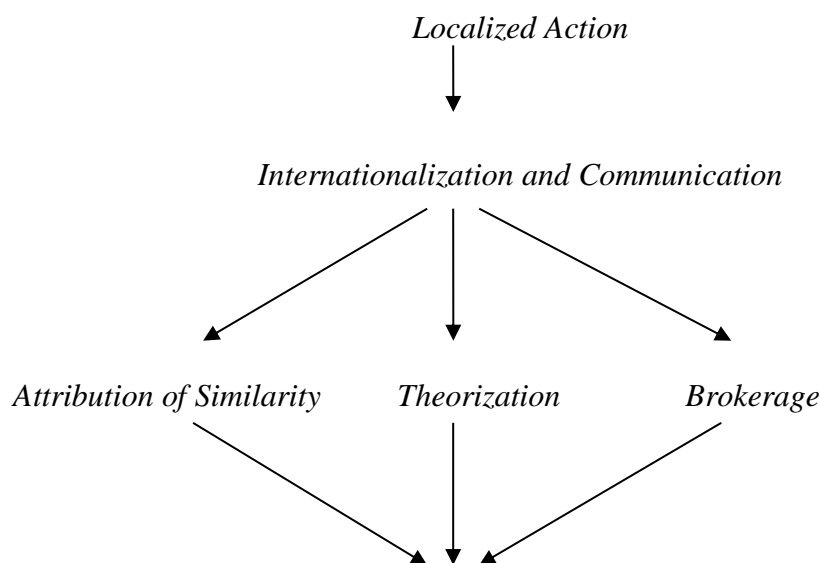 Localized Action
Internationalization and Communication
Attribution of Similarity Theorization Brokerage